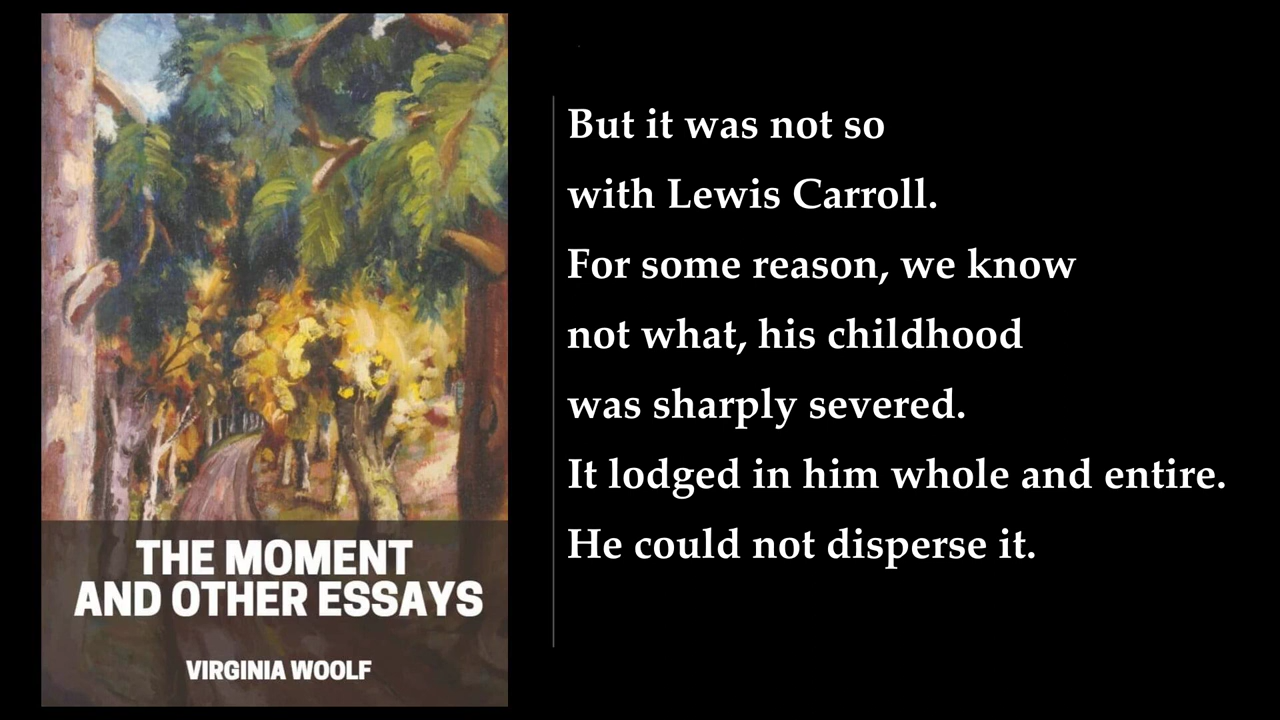 THE MOMENT
AND OTHER ESSAYS
VIRGINIA WOOLF
But it was not so
with Lewis Carroll.
For some reason, we know
not what, his childhood
was sharply severed.
It lodged in him whole and entire.
He could not disperse it.